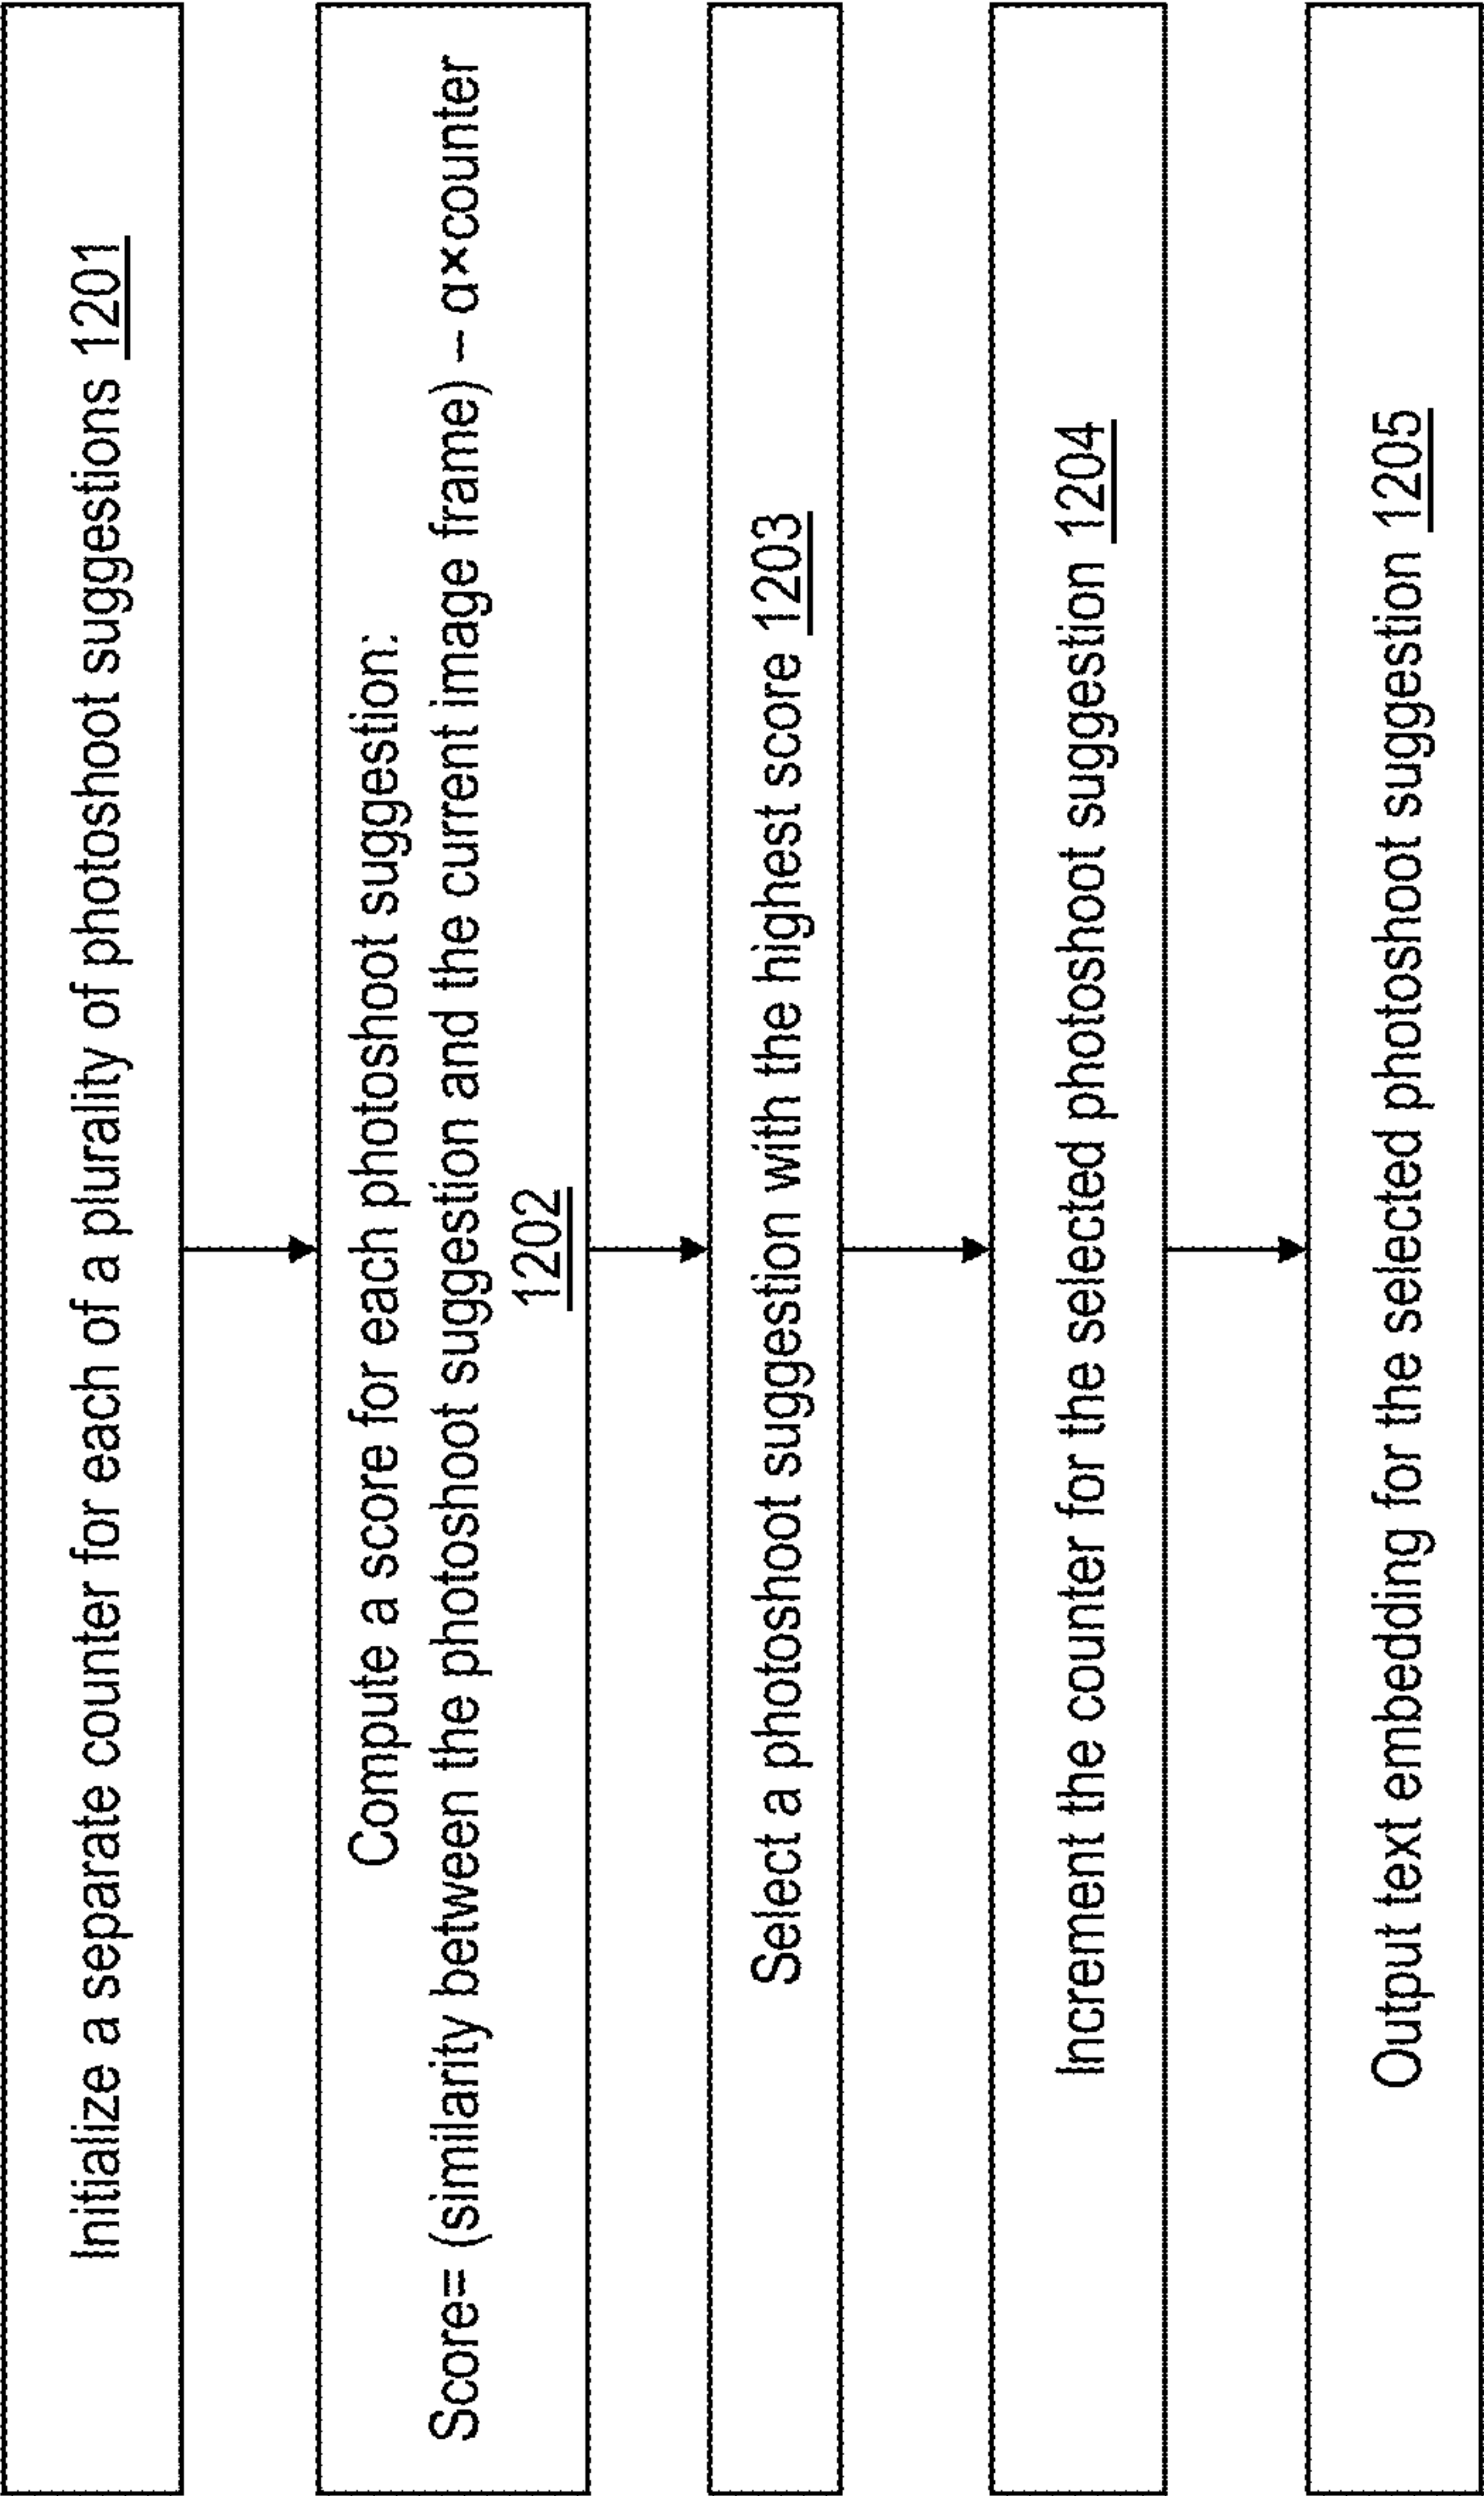 Initialize a separate counter for each of a plurality of photoshoot suggestions 1201
Compute a score for each photoshoot suggestion:
Score= (similarity between the photoshoot suggestion and the current image frame) – α×counter
1202
Select a photoshoot suggestion with the highest score 1203
Increment the counter for the selected photoshoot suggestion 1204
Output text embedding for the selected photoshoot suggestion 1205